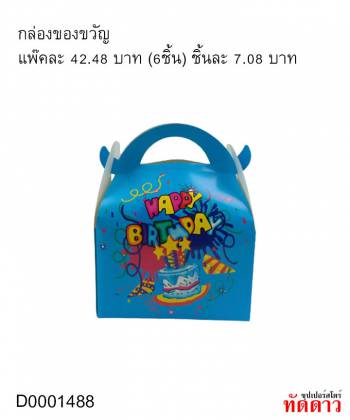 กล่องของขวัญ
แพ๊คละ 42.48 บาท (6ชิ้น) ชิ้นละ 7.08 บาท
HAPPY
BIRTHDAY
D0001488
ซุปเปอร์สโตร์
ทัดดาว